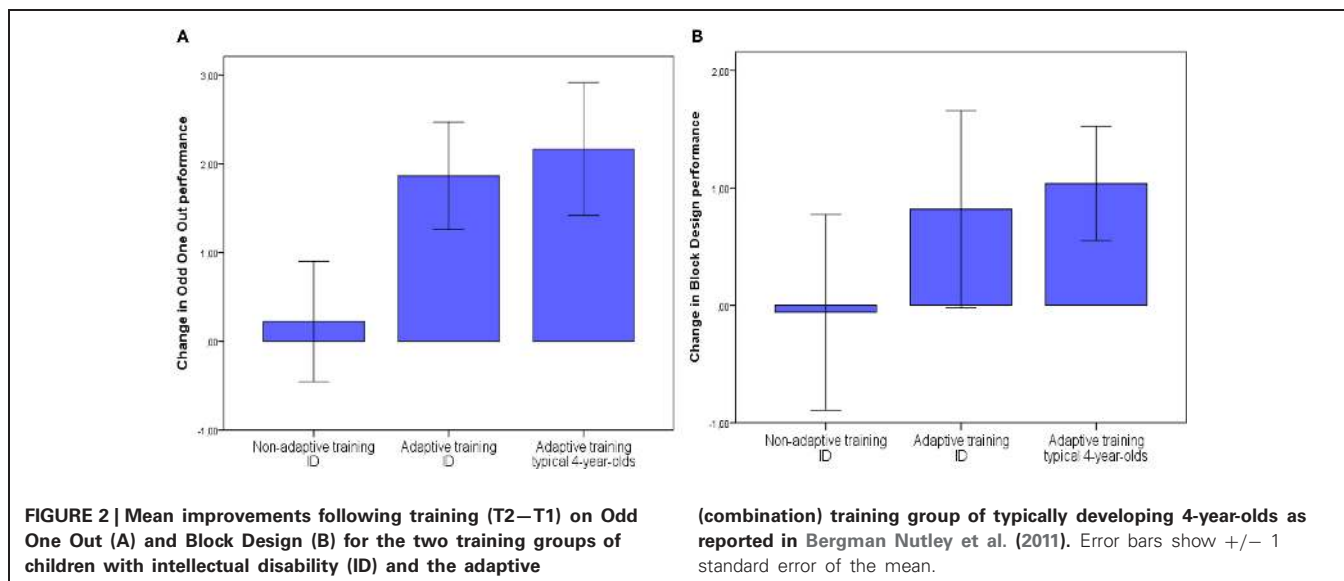 A
Change in Odd One Out performance
3.00
2.00
1.00
.00
-1.00
Non-adaptive training
ID
Adaptive training
ID
Adaptive training
typical 4-year-olds
B
Change in Block Design performance
2.00
1.00
.00
-1.00
Non-adaptive training
ID
Adaptive training
ID
Adaptive training
typical 4-year-olds
FIGURE 2 | Mean improvements following training (T2—T1) on Odd
One Out (A) and Block Design (B) for the two training groups of
children with intellectual disability (ID) and the adaptive
(combination) training group of typically developing 4-year-olds as
reported in Bergman Nutley et al. (2011). Error bars show +/− 1
standard error of the mean.